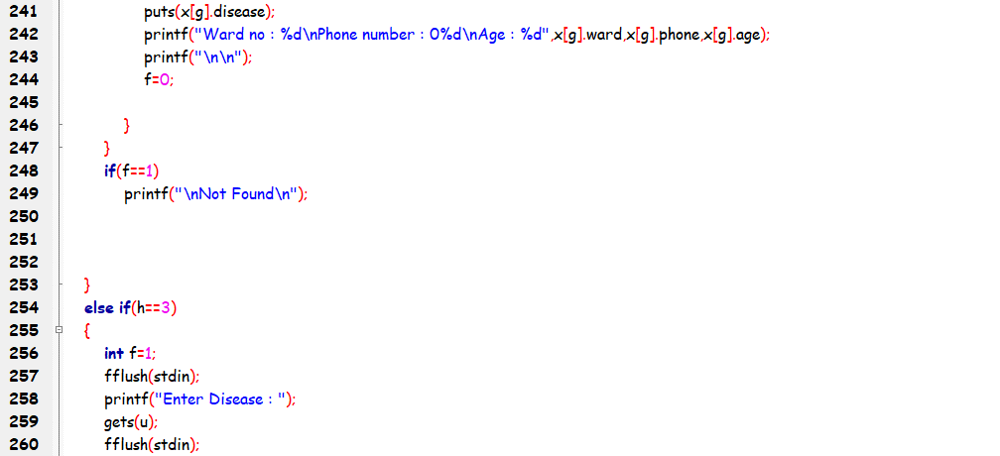 241 puts(x[g].disease);
242 printf("Ward no : %d\nPhone number : 0%d\nAge : %d",x[g].ward,x[g].phone,x[g].age);
243 printf("\n\n");
244 f=0;
245
246 }
247 }
248 if(f==1)
249 printf("\nNot Found\n");
250
251
252
253 }
254 else if(h==3)
255 {
256 int f=1;
257 fflush(stdin);
258 printf("Enter Disease : ");
259 gets(u);
260 fflush(stdin);